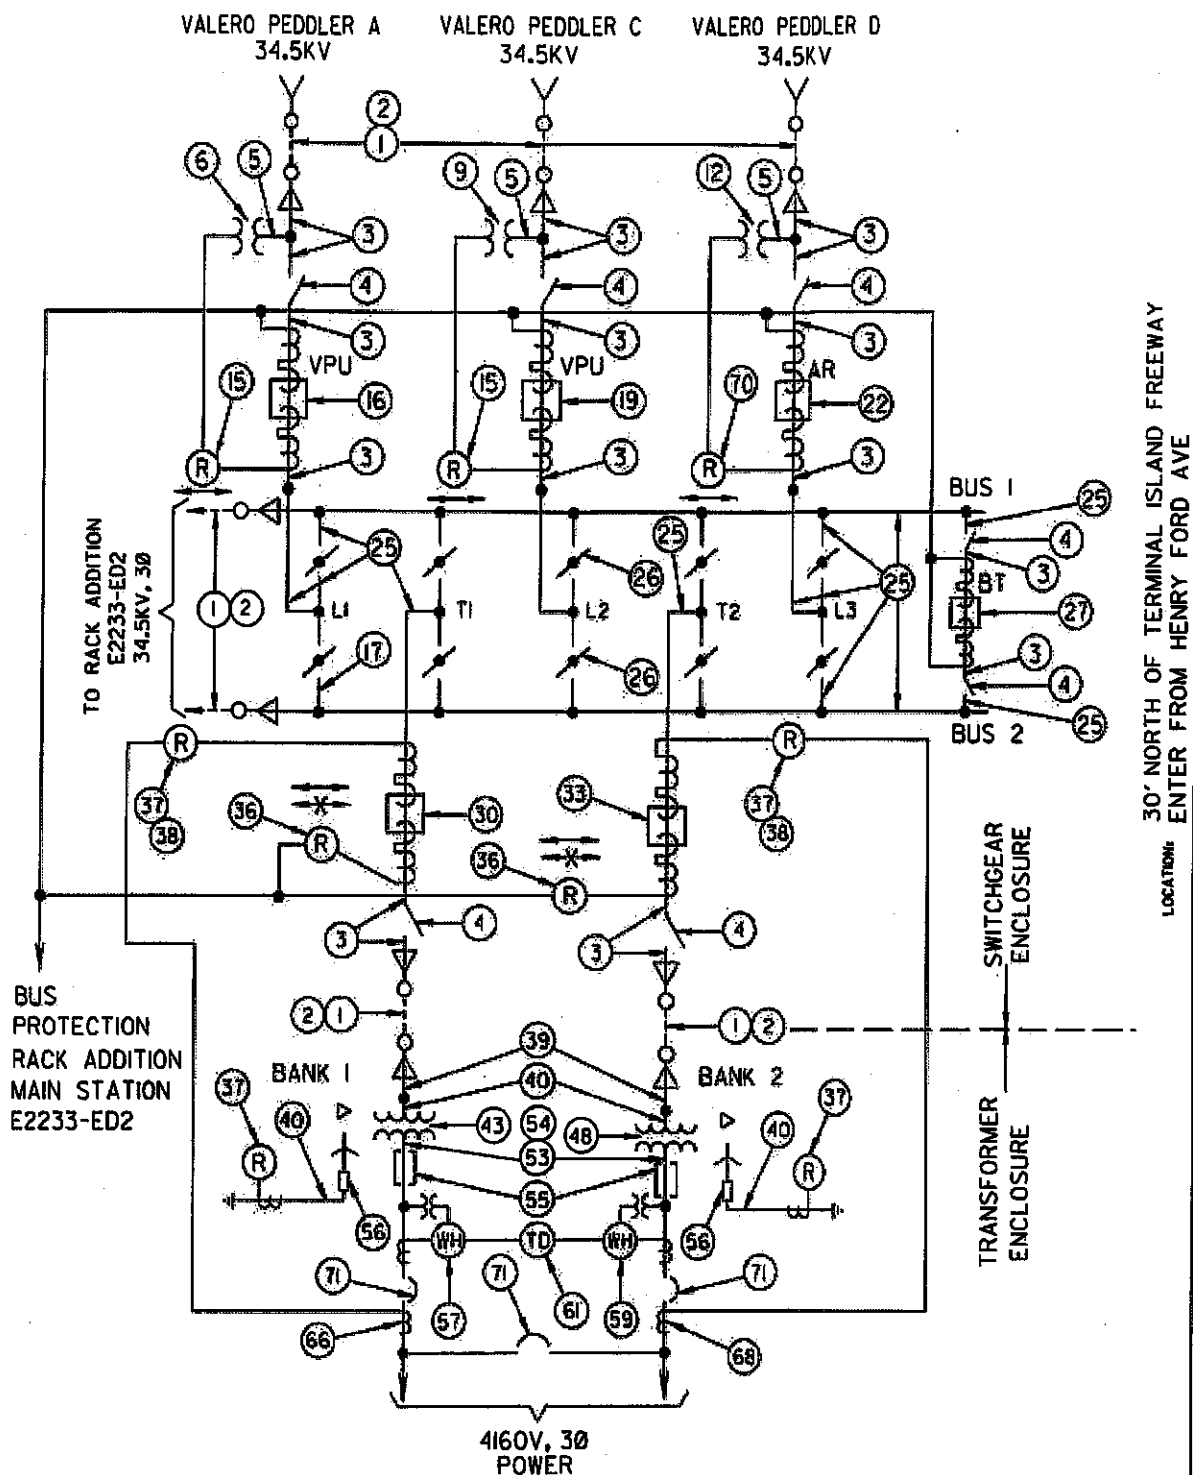 VALERO PEDDLER A
34.5KV
VALERO PEDDLER C
34.5KV
VALERO PEDDLER D
34.5KV
2
1
6
5
9
5
12
5
3
3
3
4
4
4
3
3
3
VPU
VPU
AR
15
16
15
19
70
22
R
3
R
3
R
3
BUS 1
25
4
3
BT
27
3
4
25
BUS 2
TO RACK ADDITION
E2233-ED2
34.5KV, 30
1
2
25
25
26
25
L1
T1
L2
T2
L3
17
26
R
R
37
38
36
R
30
33
36
R
37
38
3
4
3
4
BUS
PROTECTION
RACK ADDITION
MAIN STATION
E2233-ED2
2
1
1
2
BANK 1
39
BANK 2
40
37
40
43
54
48
40
37
R
53
R
55
56
56
WH
TD
WH
71
71
71
57
61
59
66
68
4160V, 30
POWER
LOCATION:
30' NORTH OF TERMINAL ISLAND FREEWAY
ENTER FROM HENRY FORD AVE
SWITCHGEAR
ENCLOSURE
TRANSFORMER
ENCLOSURE